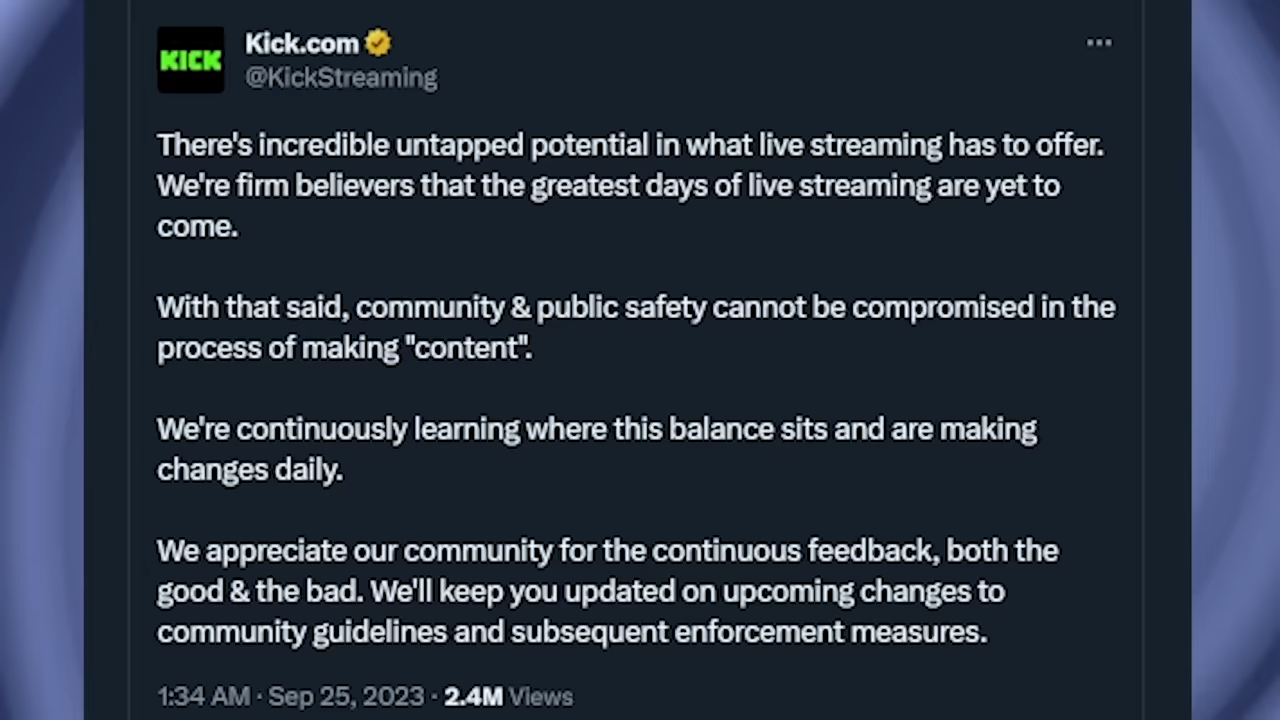 KICK
Kick.com
@KickStreaming
There's incredible untapped potential in what live streaming has to offer.
We're firm believers that the greatest days of live streaming are yet to
come.
With that said, community & public safety cannot be compromised in the
process of making "content".
We're continuously learning where this balance sits and are making
changes daily.
We appreciate our community for the continuous feedback, both the
good & the bad. We'll keep you updated on upcoming changes to
community guidelines and subsequent enforcement measures.
1:34 AM · Sep 25, 2023 · 2.4M Views